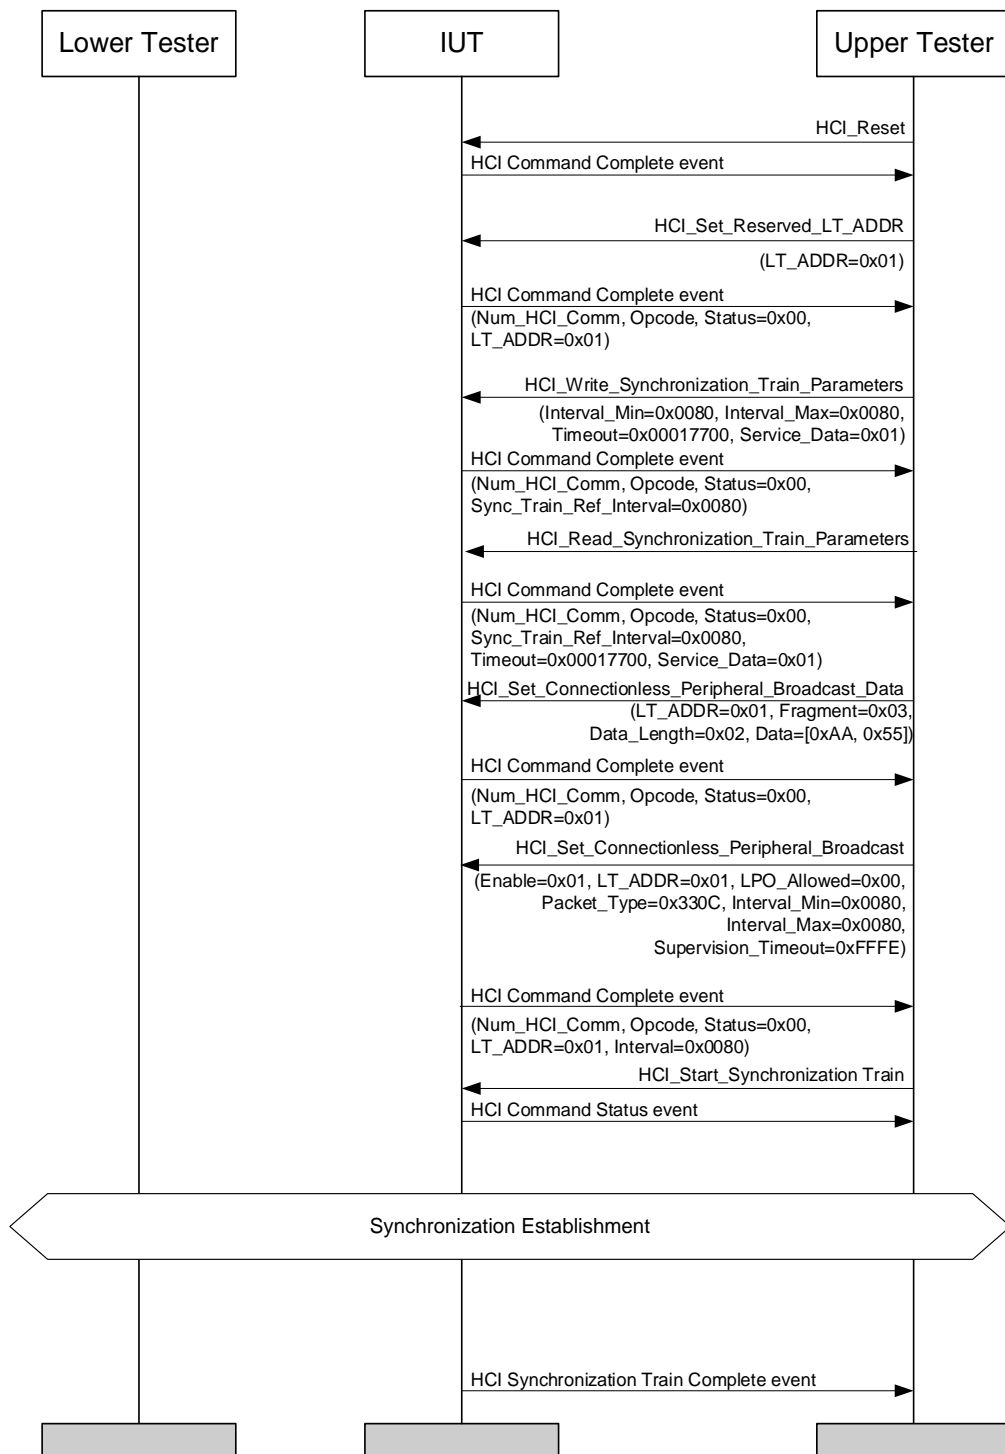 Lower Tester
IUT
Upper Tester
HCI_Reset
HCI Command Complete event
HCI_Set_Reserved_LT_ADDR
(LT_ADDR=0x01)
HCI Command Complete event
(Num_HCI_Comm, Opcode, Status=0x00,
LT_ADDR=0x01)
HCI_Write_Synchronization_Train_Parameters
(Interval_Min=0x0080, Interval_Max=0x0080,
Timeout=0x00017700, Service_Data=0x01)
HCI Command Complete event
(Num_HCI_Comm, Opcode, Status=0x00,
Sync_Train_Ref_Interval=0x0080)
HCI_Read_Synchronization_Train_Parameters
HCI Command Complete event
(Num_HCI_Comm, Opcode, Status=0x00,
Sync_Train_Ref_Interval=0x0080,
Timeout=0x00017700, Service_Data=0x01)
HCI_Set_Connectionless_Peripheral_Broadcast_Data
(LT_ADDR=0x01, Fragment=0x03,
Data_Length=0x02, Data=[0xAA, 0x55])
HCI Command Complete event
(Num_HCI_Comm, Opcode, Status=0x00,
LT_ADDR=0x01)
HCI_Set_Connectionless_Peripheral_Broadcast
(Enable=0x01, LT_ADDR=0x01, LPO_Allowed=0x00,
Packet_Type=0x330C, Interval_Min=0x0080,
Interval_Max=0x0080,
Supervision_Timeout=0xFFFE)
HCI Command Complete event
(Num_HCI_Comm, Opcode, Status=0x00,
LT_ADDR=0x01, Interval=0x0080)
HCI_Start_Synchronization Train
HCI Command Status event
Synchronization Establishment
HCI Synchronization Train Complete event